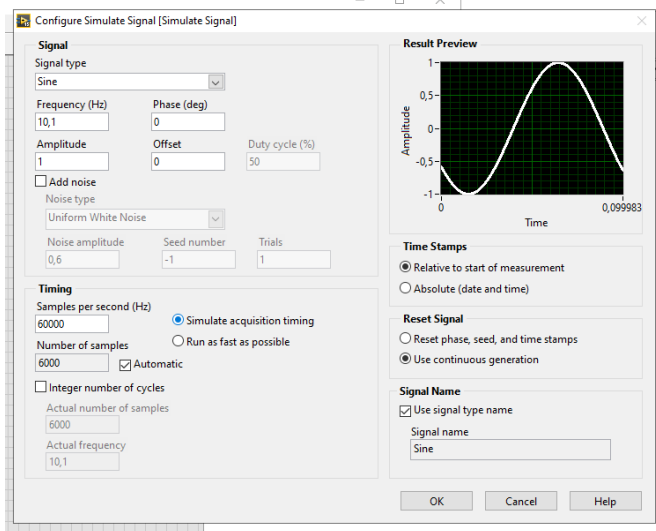 Configure Simulate Signal [Simulate Signal]
Signal
Signal type
Sine
Frequency (Hz) Phase (deg)
10,1 0
Amplitude Offset Duty cycle (%)
1 0 50
Add noise
Noise type
Uniform White Noise
Noise amplitude Seed number Trials
0,6 -1 1
Timing
Samples per second (Hz)
60000
Simulate acquisition timing
Run as fast as possible
Number of samples
6000 Automatic
Integer number of cycles
Actual number of samples
6000
Actual frequency
10,1
Result Preview
Amplitude
1
0,5
0
-0,5
-1
0 0,099983
Time
Time Stamps
Relative to start of measurement
Absolute (date and time)
Reset Signal
Reset phase, seed, and time stamps
Use continuous generation
Signal Name
Use signal type name
Signal name
Sine
OK Cancel Help